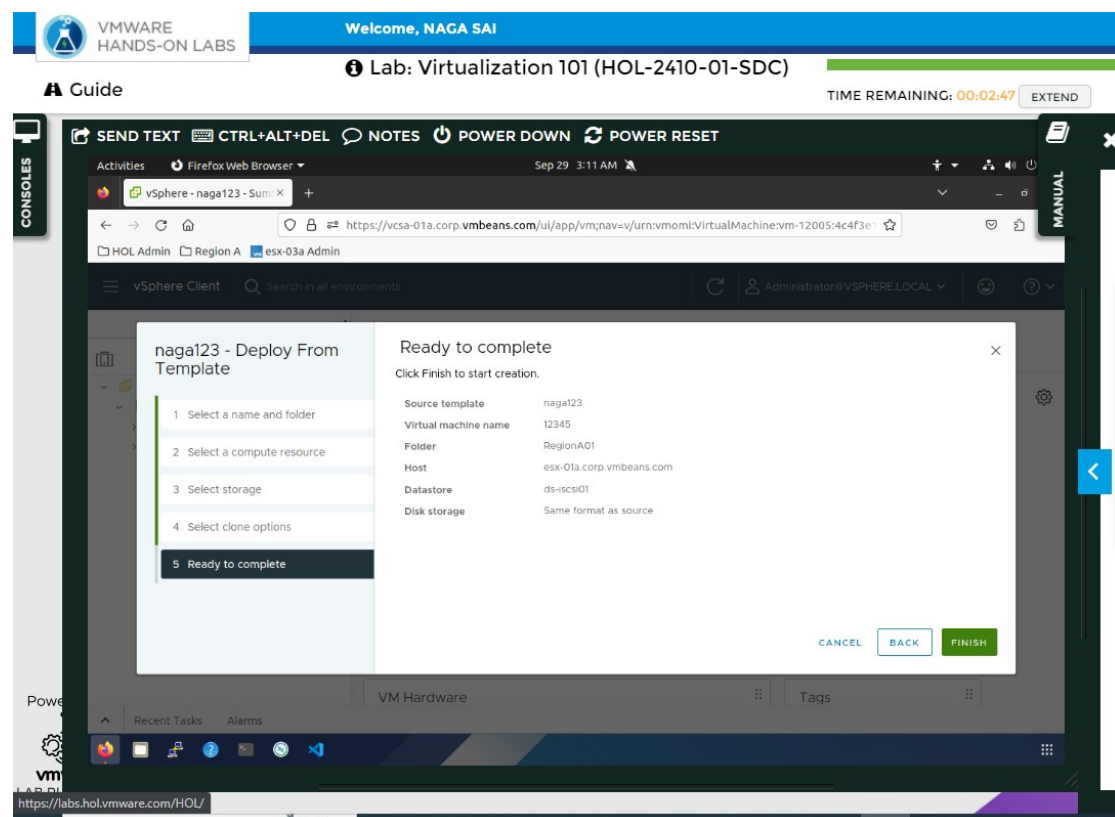 VMWARE
HANDS-ON LABS
Welcome, NAGA SAI
Lab: Virtualization 101 (HOL-2410-01-SDC)
Guide
TIME REMAINING: 00:02:47 EXTEND
CONSOLES
SEND TEXT CTRL+ALT+DEL NOTES POWER DOWN POWER RESET
MANUAL
Activities Firefox Web Browser Sep 29 3:11 AM
vSphere - naga123 - Sum
https://vcsa-01a.corp.vmbeans.com/ui/app/vm;nav=v/urn:vmomi:VirtualMachine:vm-12005:4c4f3e
HOL Admin Region A esx-03a Admin
vSphere Client Search in all environments Administrator@VSPHERE.LOCAL
naga123 - Deploy From
Template
1 Select a name and folder
2 Select a compute resource
3 Select storage
4 Select clone options
5 Ready to complete
Ready to complete
Click Finish to start creation.
Source template naga123
Virtual machine name 12345
Folder RegionA01
Host esx-01a.corp.vmbeans.com
Datastore ds-iscsi01
Disk storage Same format as source
CANCEL BACK FINISH
VM Hardware Tags
Recent Tasks Alarms
Powe
vm
https://labs.hol.vmware.com/HOL/